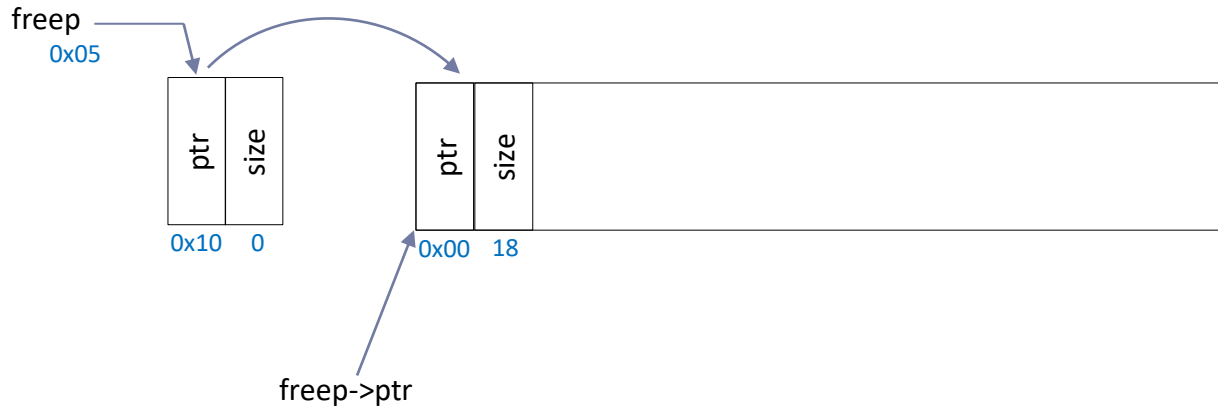 freep
0x05
ptr size
ptr size
0x10 0
0x00 18
freep->ptr